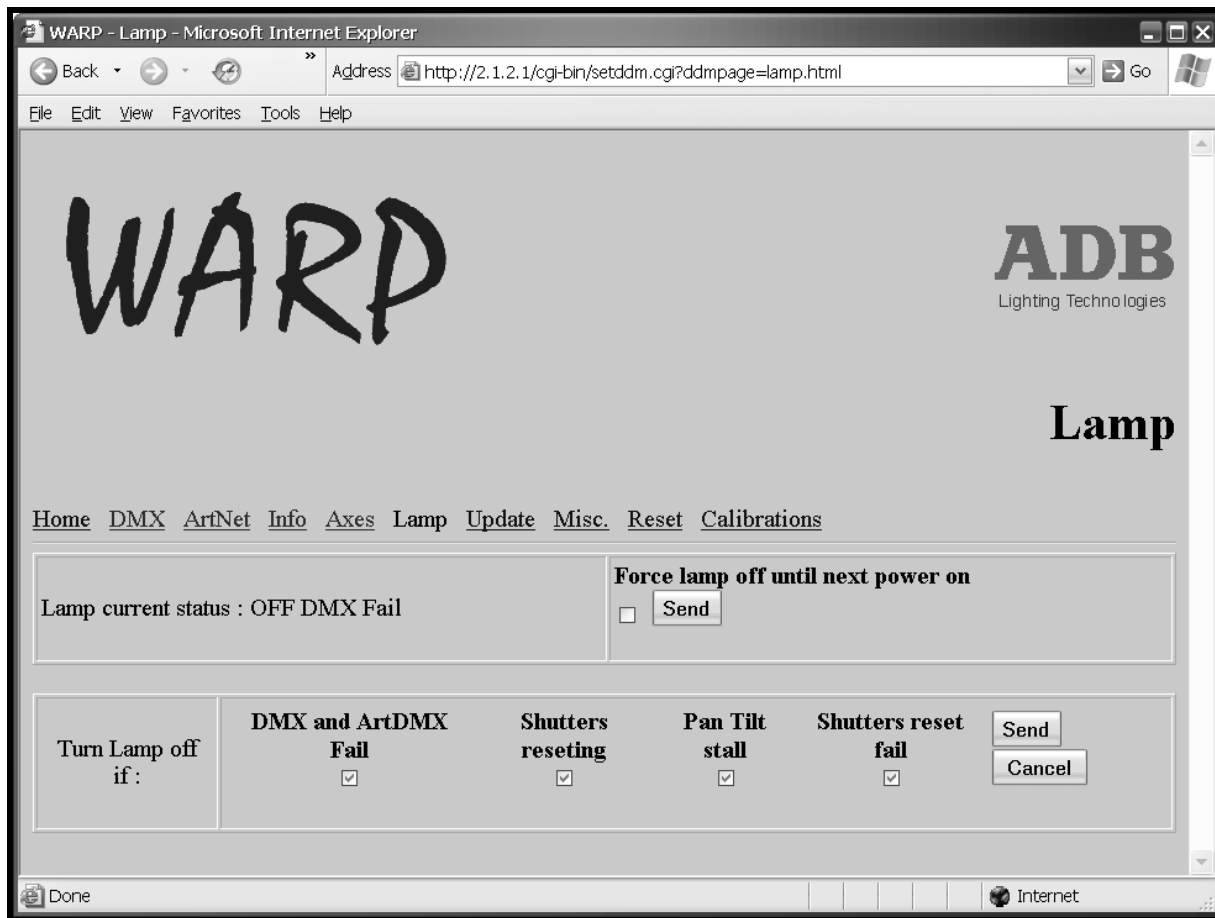 WARP - Lamp - Microsoft Internet Explorer
Back » Address http://2.1.2.1/cgi-bin/setddm.cgi?ddmpage=lamp.html Go
File Edit View Favorites Tools Help
WARP
ADB
Lighting Technologies
Lamp
Home DMX ArtNet Info Axes Lamp Update Misc. Reset Calibrations
Lamp current status : OFF DMX Fail
Force lamp off until next power on
Send
Turn Lamp off
if :
DMX and ArtDMX
Fail
Shutters
reseting
Pan Tilt
stall
Shutters reset
fail
Send
Cancel
Done Internet